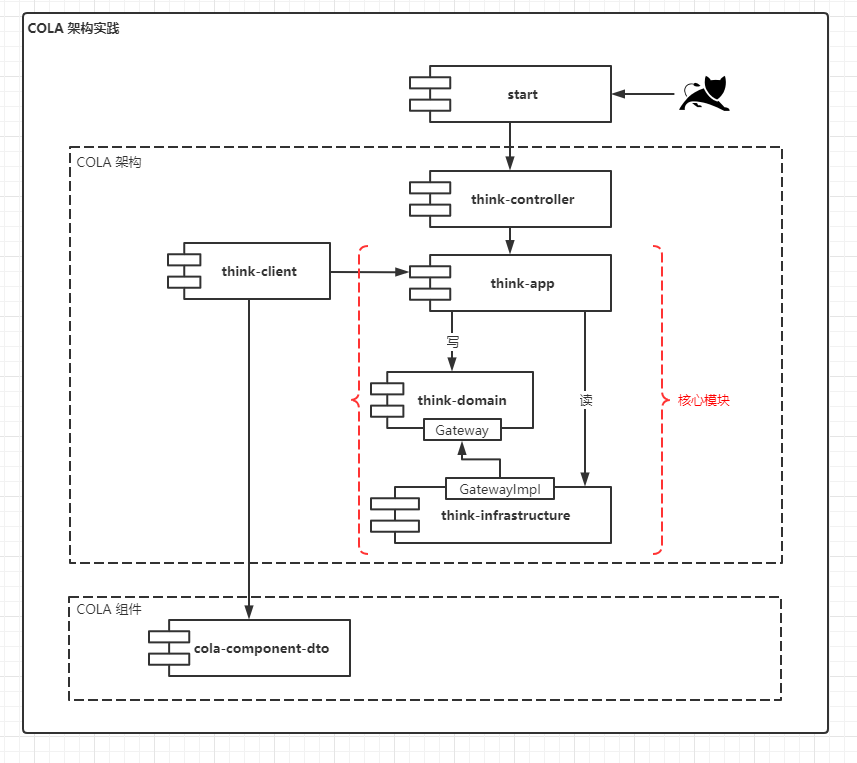 COLA 架构实践
start
COLA 架构
think-controller
think-client
think-app
写
think-domain
读
核心模块
Gateway
GatewayImpl
think-infrastructure
COLA 组件
cola-component-dto